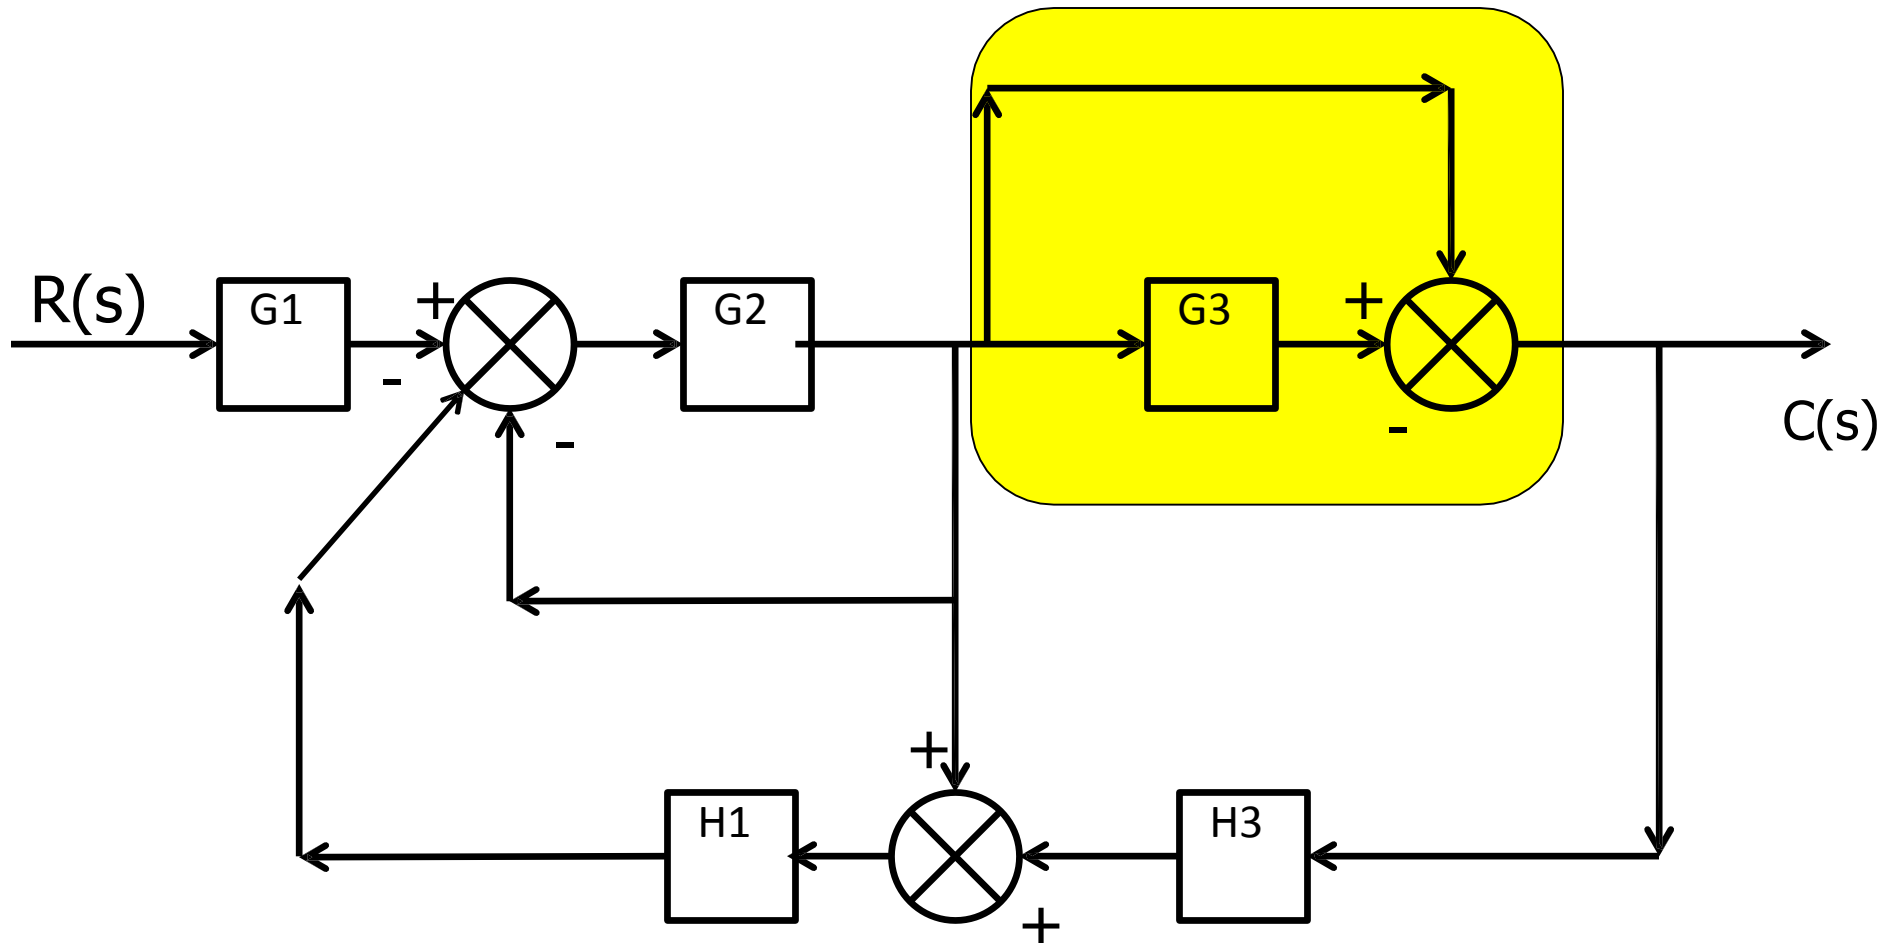 R(s)
G1
+
-
-
G2
G3
+
-
C(s)
+
H1
H3
+